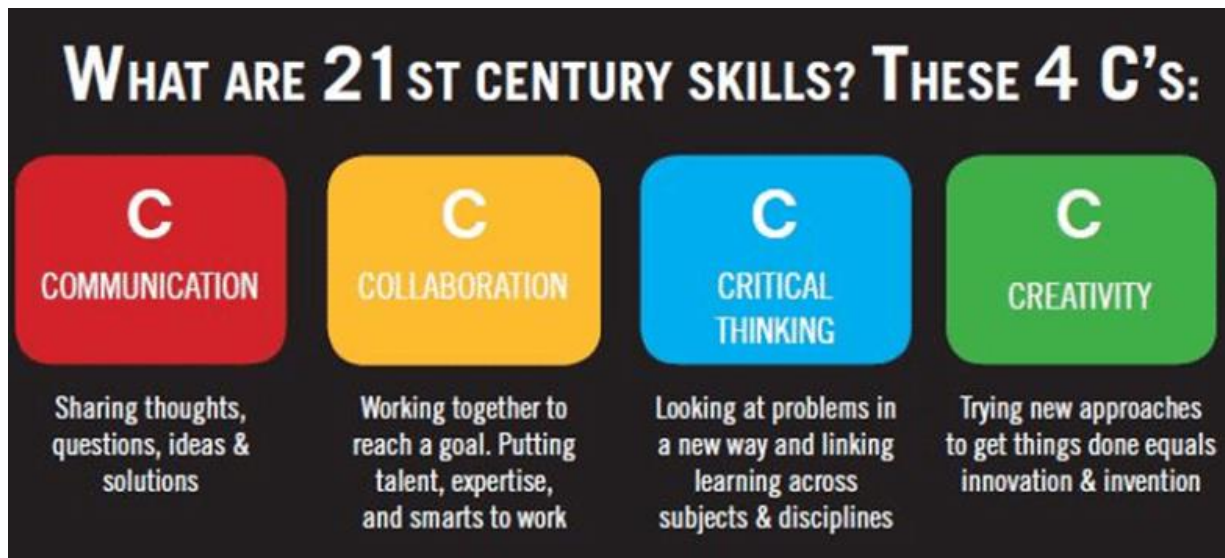 WHAT ARE 21ST CENTURY SKILLS? THESE 4 C'S:
C
COMMUNICATION
Sharing thoughts,
questions, ideas &
solutions
C
COLLABORATION
Working together to
reach a goal. Putting
talent, expertise,
and smarts to work
C
CRITICAL
THINKING
Looking at problems in
a new way and linking
learning across
subjects & disciplines
C
CREATIVITY
Trying new approaches
to get things done equals
innovation & invention